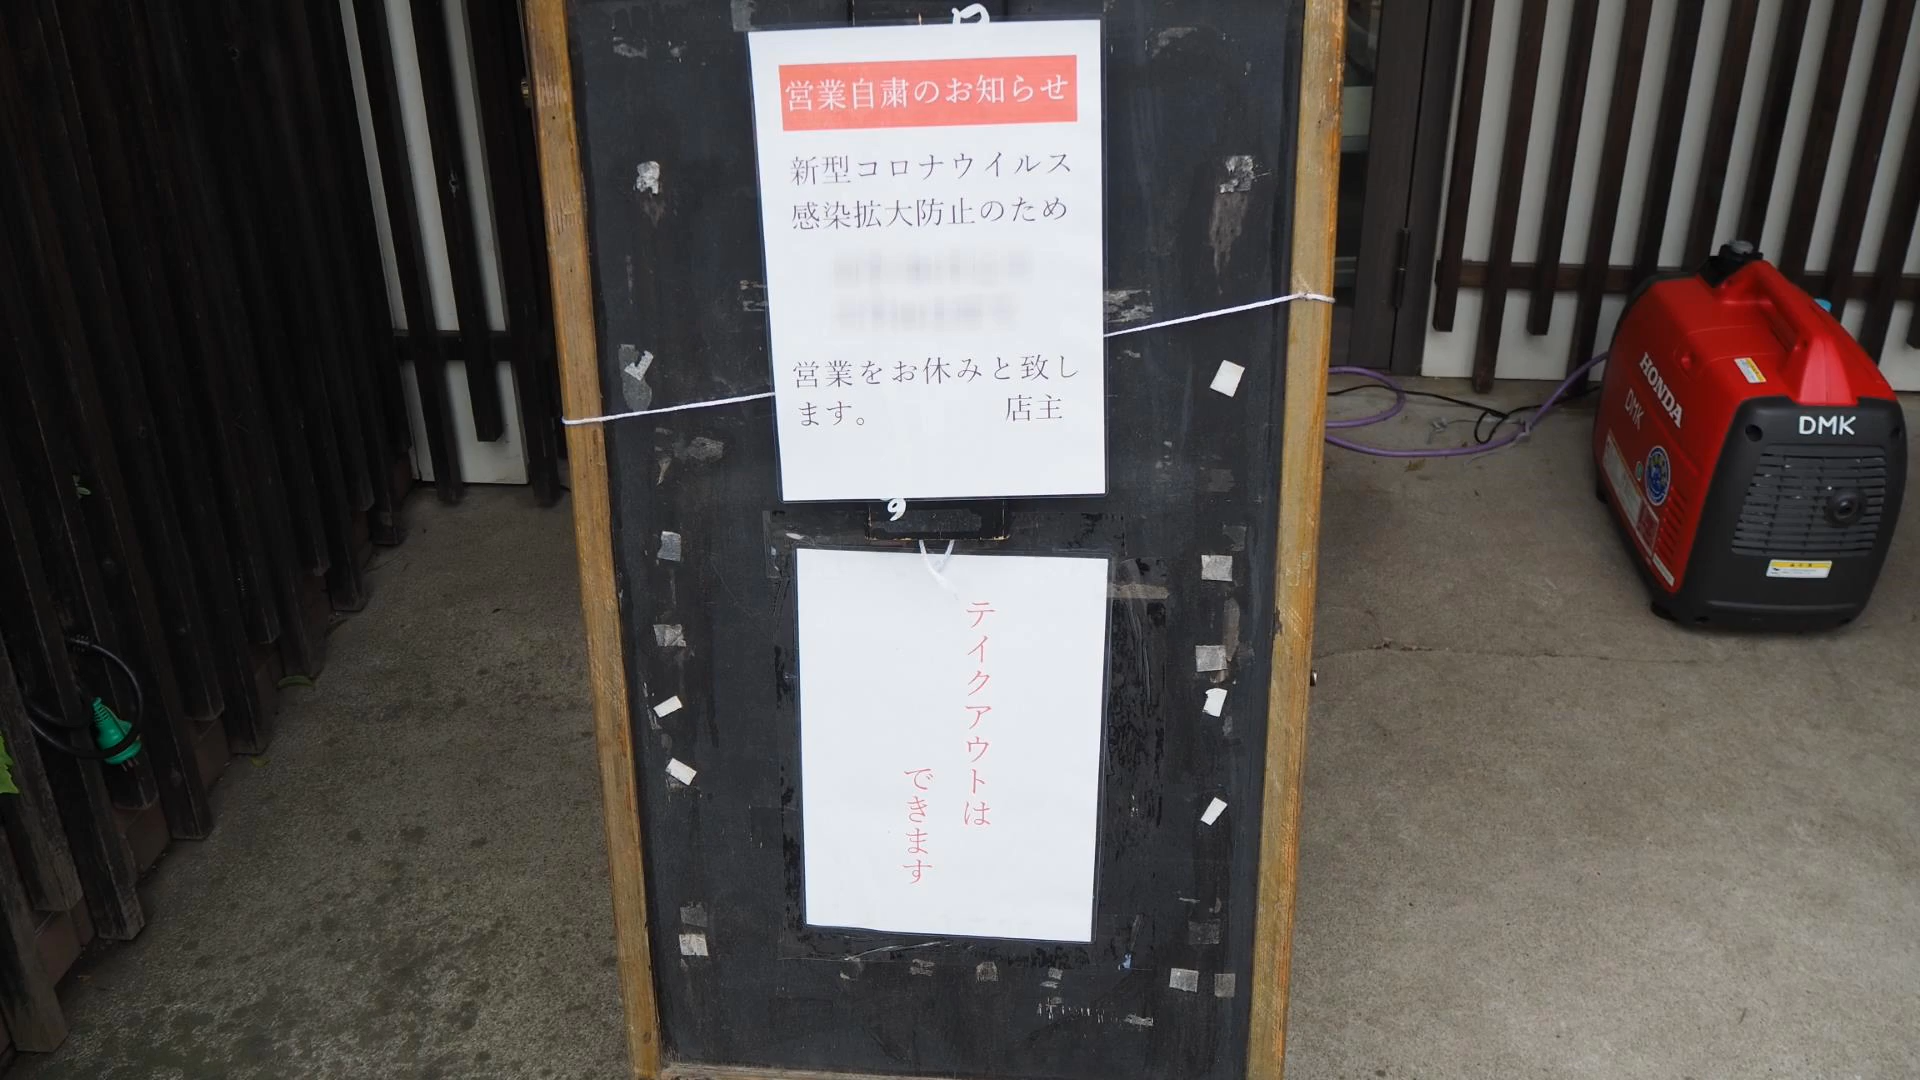 営業自粛のお知らせ
新型コロナウイルス
感染拡大防止のため
営業をお休みと致し
ます。 店主
テイクアウトは
できます
HONDA
DMK
DMK